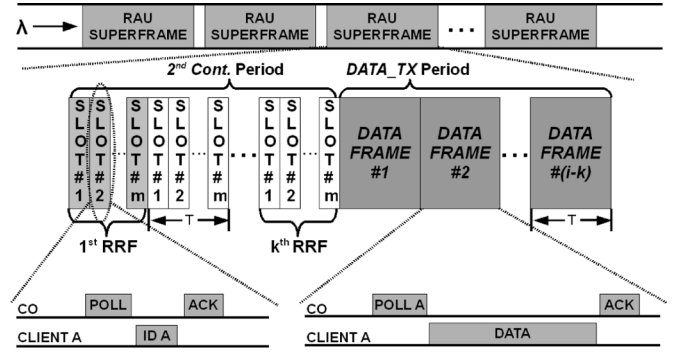 λ
RAU SUPERFRAME
RAU SUPERFRAME
RAU SUPERFRAME
...
RAU SUPERFRAME
2nd Cont. Period
DATA_TX Period
SLOT#1
SLOT#2
...
SLOT#m
SLOT#1
SLOT#2
...
SLOT#m
...
SLOT#1
SLOT#2
...
SLOT#m
DATA FRAME #1
DATA FRAME #2
...
DATA FRAME #(i-k)
T
T
1st RRF
kth RRF
CO
POLL
ACK
CLIENT A
ID A
CO
POLL A
ACK
CLIENT A
DATA